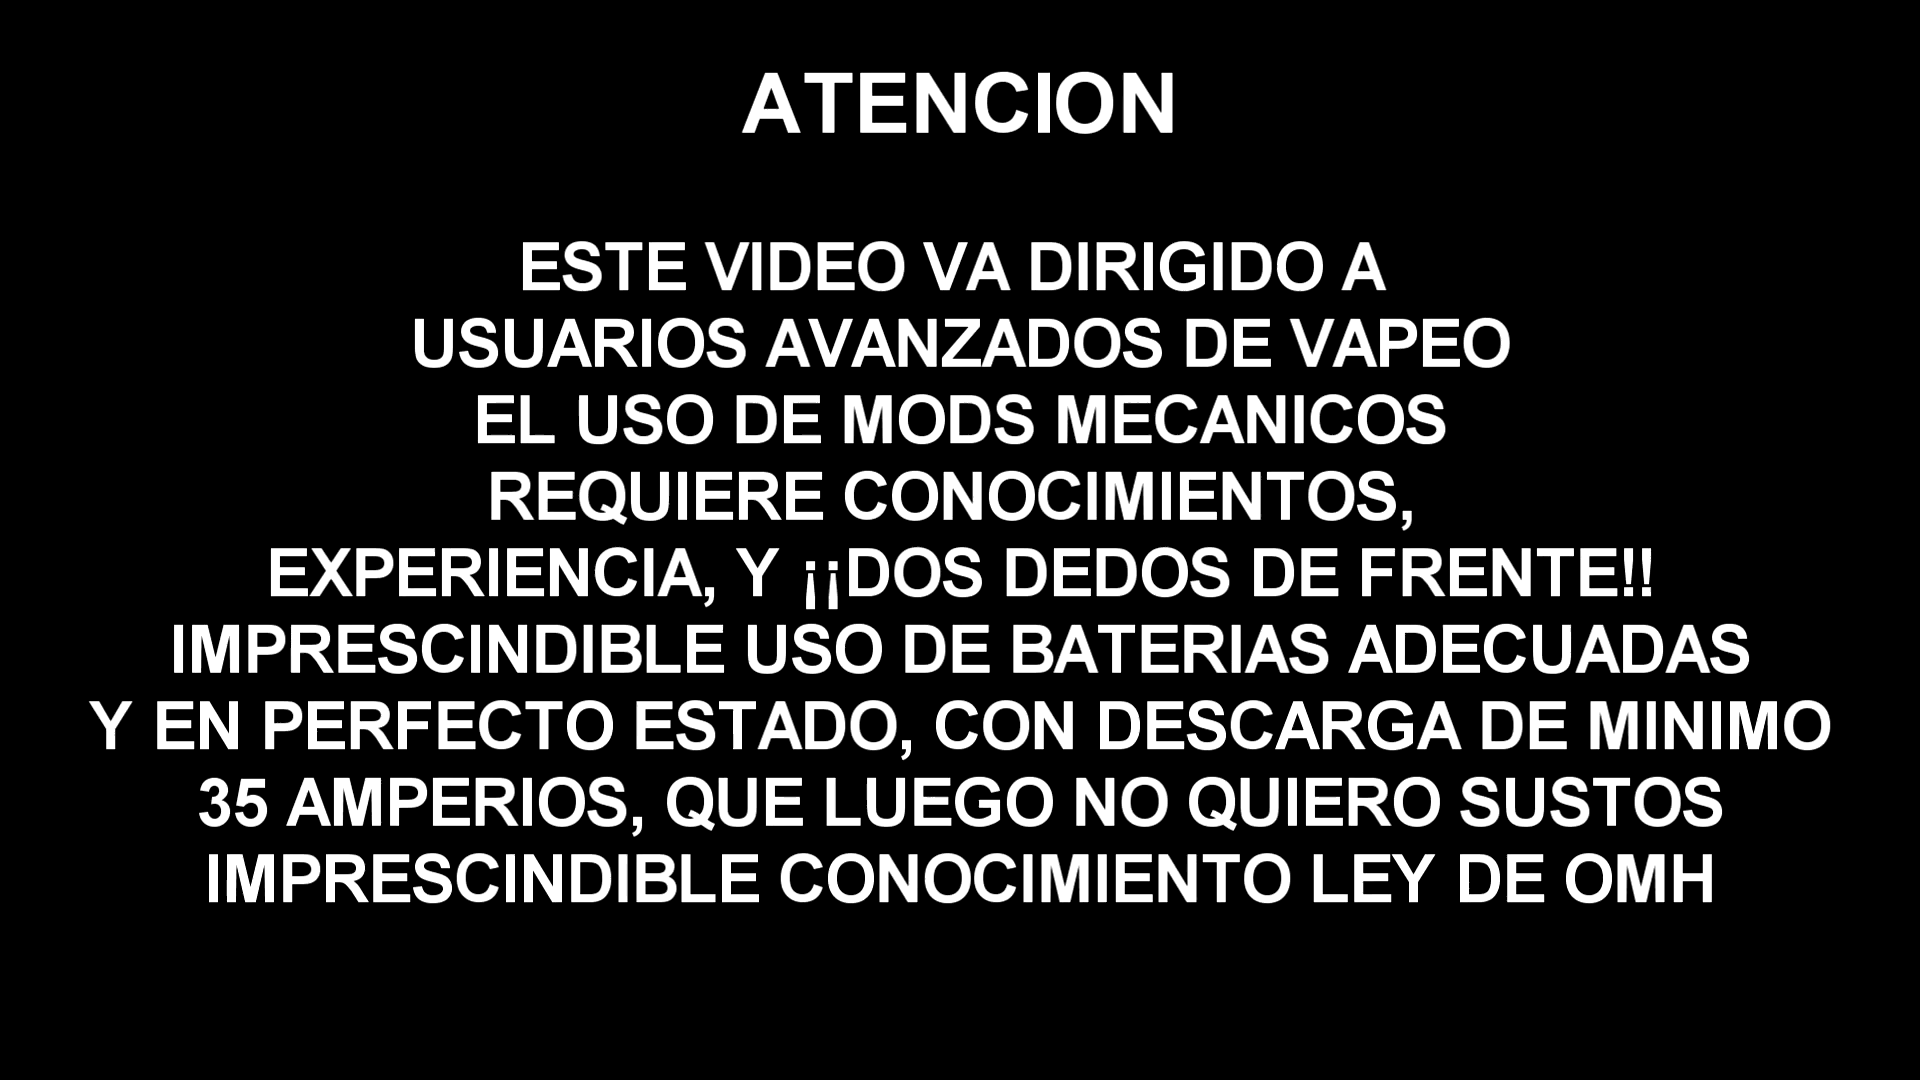 ATENCION
ESTE VIDEO VA DIRIGIDO A
USUARIOS AVANZADOS DE VAPEO
EL USO DE MODS MECANICOS
REQUIERE CONOCIMIENTOS,
EXPERIENCIA, Y ¡¡DOS DEDOS DE FRENTE!!
IMPRESCINDIBLE USO DE BATERIAS ADECUADAS
Y EN PERFECTO ESTADO, CON DESCARGA DE MINIMO
35 AMPERIOS, QUE LUEGO NO QUIERO SUSTOS
IMPRESCINDIBLE CONOCIMIENTO LEY DE OMH